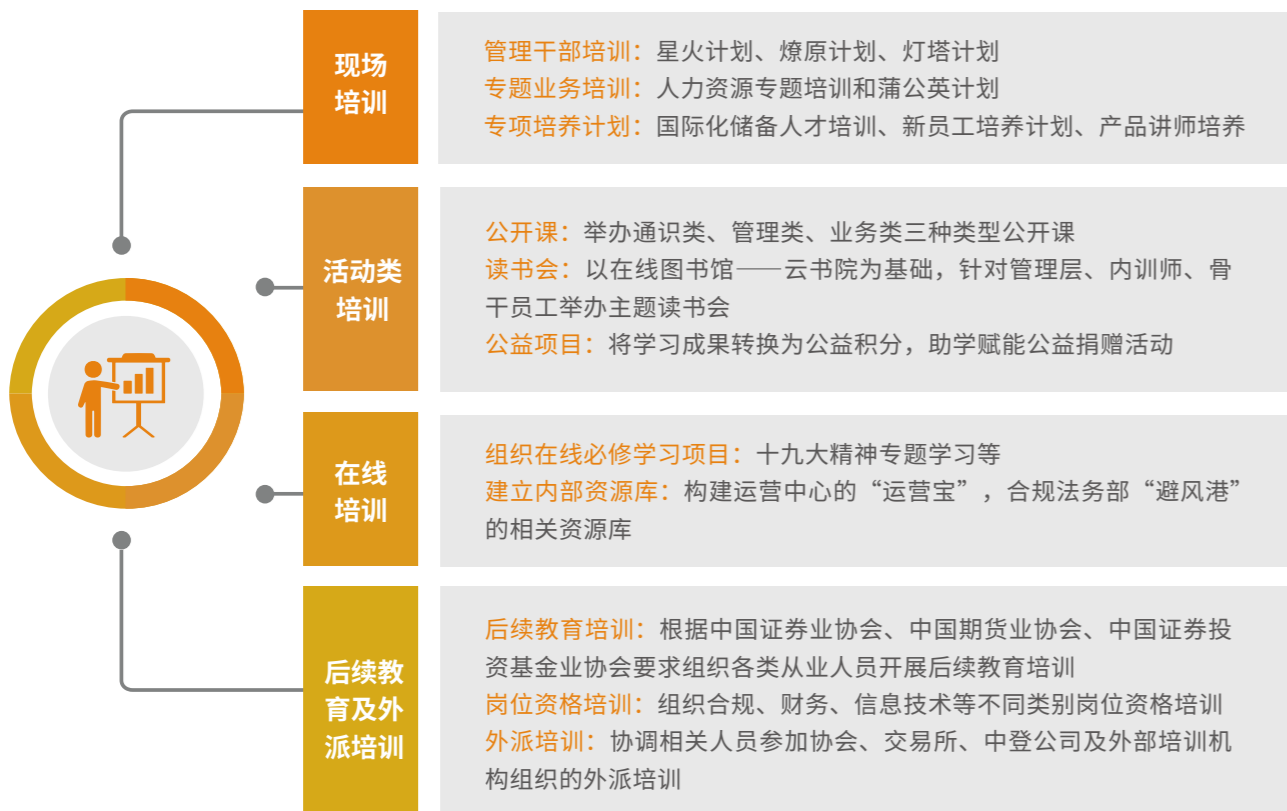 现场
培训
管理干部培训：星火计划、燎原计划、灯塔计划
专题业务培训：人力资源专题培训和蒲公英计划
专项培养计划：国际化储备人才培训、新员工培养计划、产品讲师培养
活动类
培训
公开课：举办通识类、管理类、业务类三种类型公开课
读书会：以在线图书馆——云书院为基础，针对管理层、内训师、骨
干员工举办主题读书会
公益项目：将学习成果转换为公益积分，助学赋能公益捐赠活动
在线
培训
组织在线必修学习项目：十九大精神专题学习等
建立内部资源库：构建运营中心的“运营宝”，合规法务部“避风港”
的相关资源库
后续教
育及外
派培训
后续教育培训：根据中国证券业协会、中国期货业协会、中国证券投
资基金业协会要求组织各类从业人员开展后续教育培训
岗位资格培训：组织合规、财务、信息技术等不同类别岗位资格培训
外派培训：协调相关人员参加协会、交易所、中登公司及外部培训机
构组织的外派培训